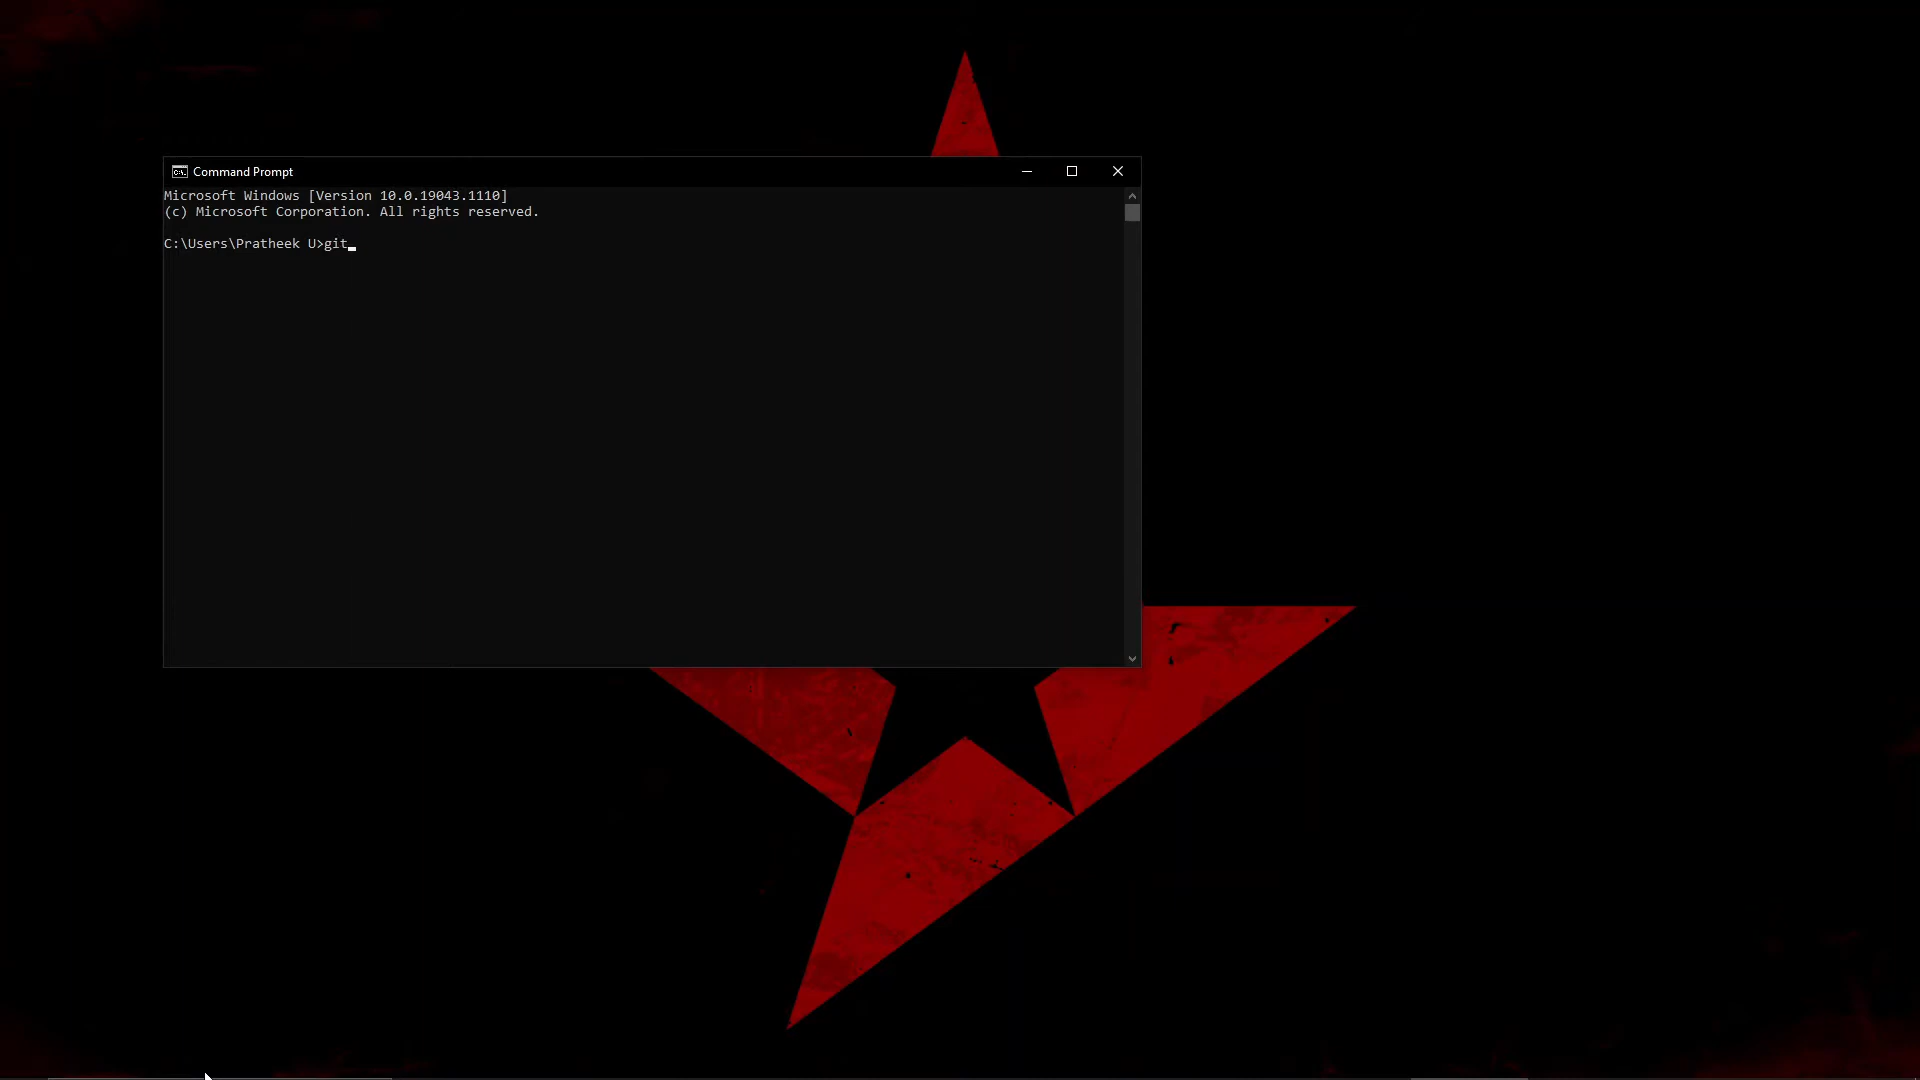 Command Prompt
Microsoft Windows [Version 10.0.19043.1110]
(c) Microsoft Corporation. All rights reserved.
C:\Users\Pratheek U>git